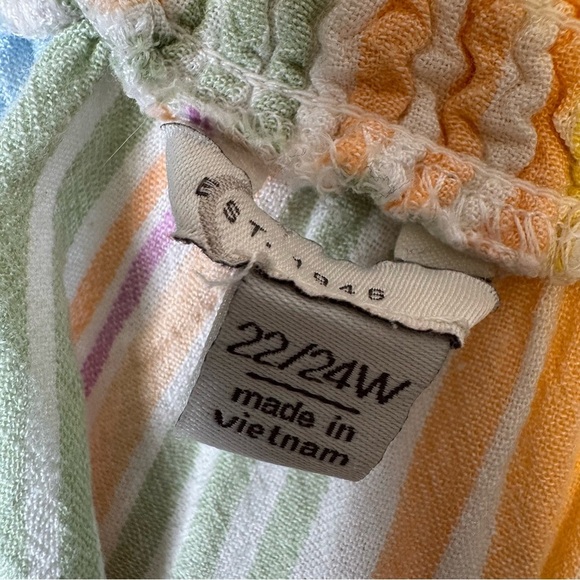 EST. 1946
22/24W
made in
vietnam